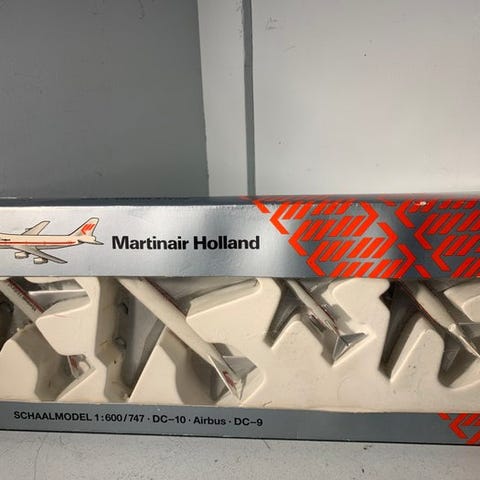 Martinair Holland
SCHAALMODEL 1:600/747 · DC-10 · Airbus · DC-9